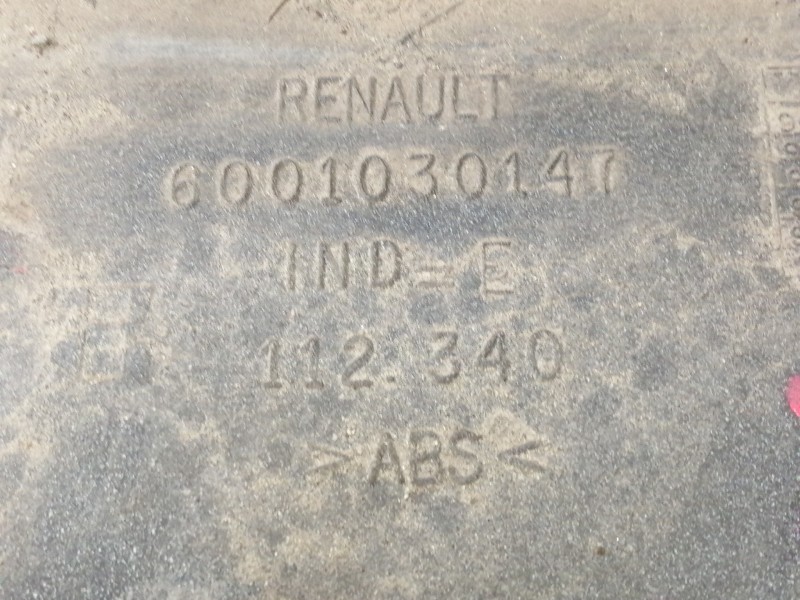 RENAULT
6001030147
IND=E
112.340
>ABS<